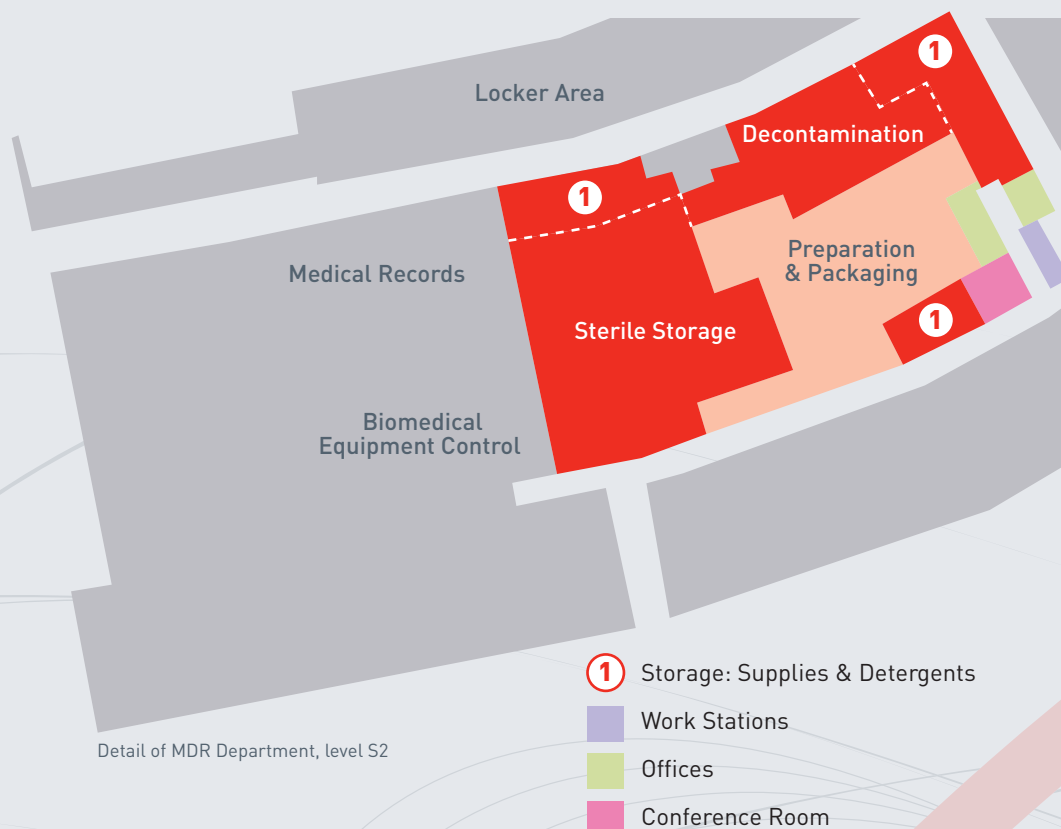 1
Locker Area
Decontamination
1
Preparation
& Packaging
Medical Records
Sterile Storage
1
Biomedical
Equipment Control
1 Storage: Supplies & Detergents
Work Stations
Detail of MDR Department, level S2
Offices
Conference Room